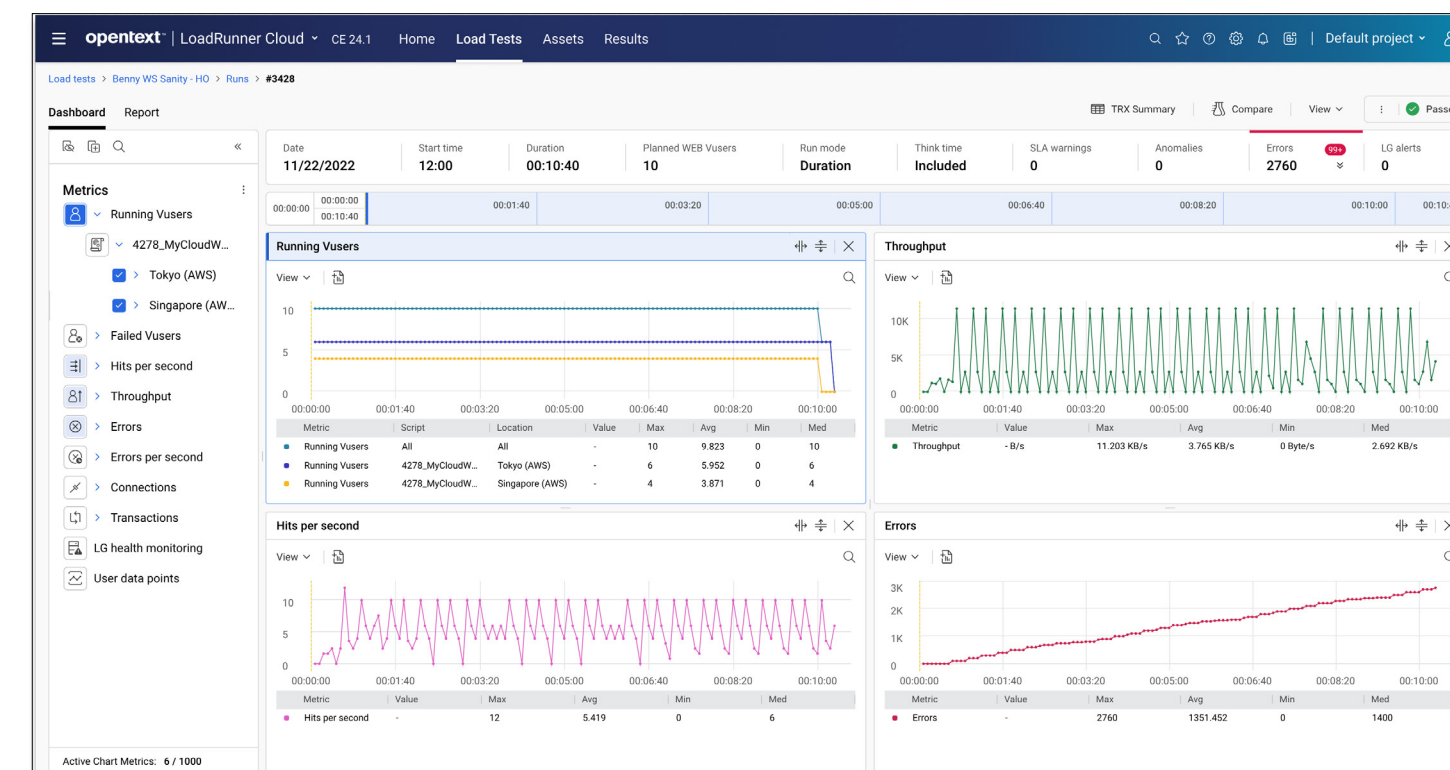 opentext™ | LoadRunner Cloud CE 24.1 Home Load Tests Assets Results Default project
Load tests > Benny WS Sanity - HO > Runs > #3428
Dashboard Report TRX Summary Compare View Passe
Metrics
Running Vusers
4278_MyCloudW...
Tokyo (AWS)
Singapore (AW...
Failed Vusers
Hits per second
Throughput
Errors
Errors per second
Connections
Transactions
LG health monitoring
User data points
Active Chart Metrics: 6 / 1000
Date Start time Duration Planned WEB Vusers Run mode Think time SLA warnings Anomalies Errors 99+ LG alerts
11/22/2022 12:00 00:10:40 10 Duration Included 0 0 2760 0
00:00:00 00:00:00 00:01:40 00:03:20 00:05:00 00:06:40 00:08:20 00:10:00 00:10:
00:10:40
Running Vusers
View
10
5
0
00:00:00 00:01:40 00:03:20 00:05:00 00:06:40 00:08:20 00:10:00
Metric Script Location Value Max Avg Min Med
Running Vusers All All - 10 9.823 0 10
Running Vusers 4278_MyCloudW... Tokyo (AWS) - 6 5.952 0 6
Running Vusers 4278_MyCloudW... Singapore (AWS) - 4 3.871 0 4
Throughput
View
10K
5K
0
00:00:00 00:01:40 00:03:20 00:05:00 00:06:40 00:08:20 00:10:00
Metric Value Max Avg Min Med
Throughput - B/s 11.203 KB/s 3.765 KB/s 0 Byte/s 2.692 KB/s
Hits per second
View
10
5
0
00:00:00 00:01:40 00:03:20 00:05:00 00:06:40 00:08:20 00:10:00
Metric Value Max Avg Min Med
Hits per second - 12 5.419 0 6
Errors
View
3K
2K
1K
0
00:00:00 00:01:40 00:03:20 00:05:00 00:06:40 00:08:20 00:10:00
Metric Value Max Avg Min Med
Errors - 2760 1351.452 0 1400